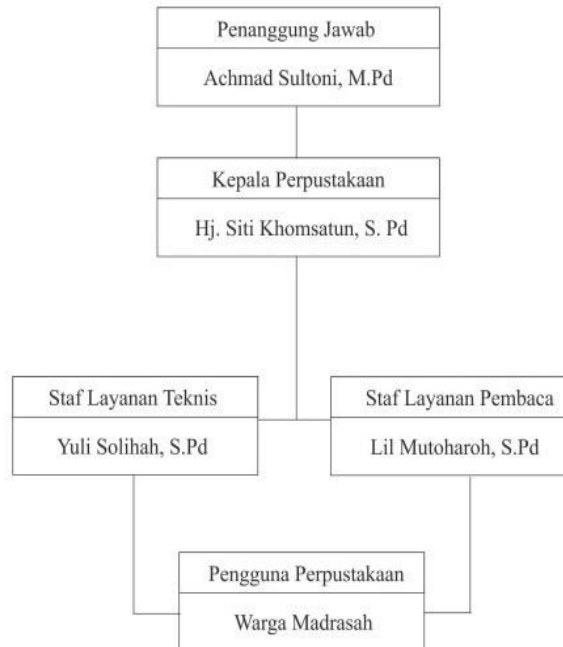 Penanggung Jawab
Achmad Sultoni, M.Pd
Kepala Perpustakaan
Hj. Siti Khomsatun, S. Pd
Staf Layanan Teknis
Yuli Solihah, S.Pd
Staf Layanan Pembaca
Lil Mutoharoh, S.Pd
Pengguna Perpustakaan
Warga Madrasah